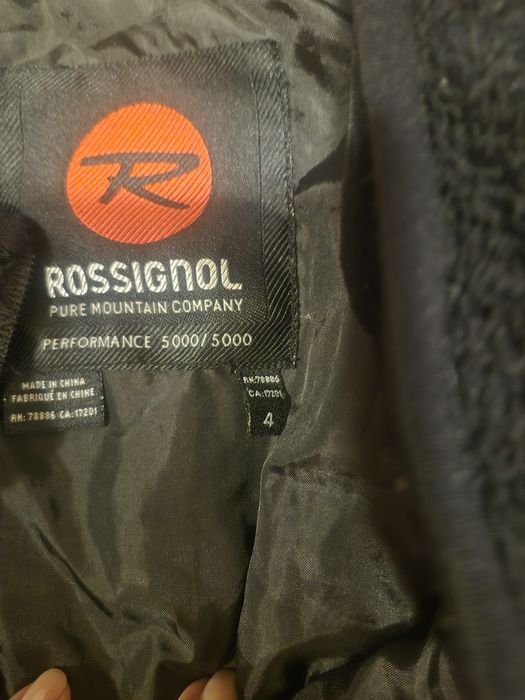 R
ROSSIGNOL
PURE MOUNTAIN COMPANY
PERFORMANCE 5000/5000
MADE IN CHINA
FABRIQUÉ EN CHINE
RN: 78886 CA:17201
RN:78886
CA:17201
4